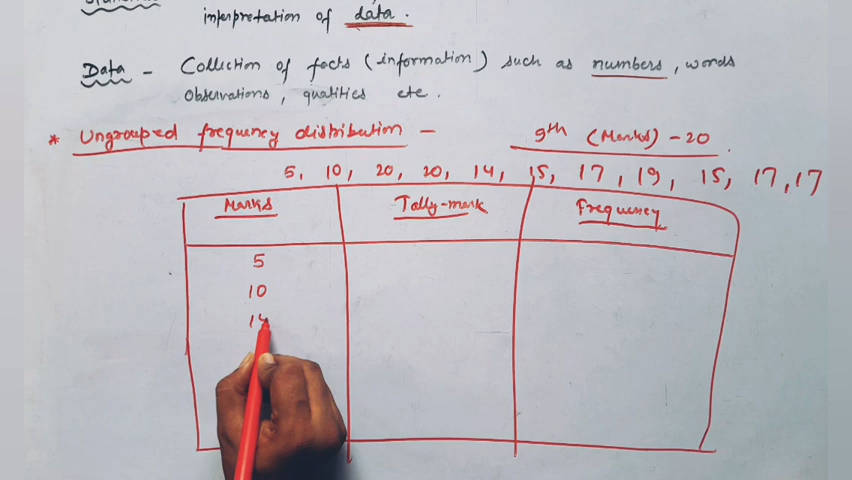 interpretation of data.
Data - Collection of facts (information) such as numbers, words
observations, qualities etc.
* Ungrouped frequency distribution - 9th (Marks) - 20
5, 10, 20, 20, 14, 15, 17, 19, 15, 17, 17
Marks Tally-mark Frequency
5
10
14